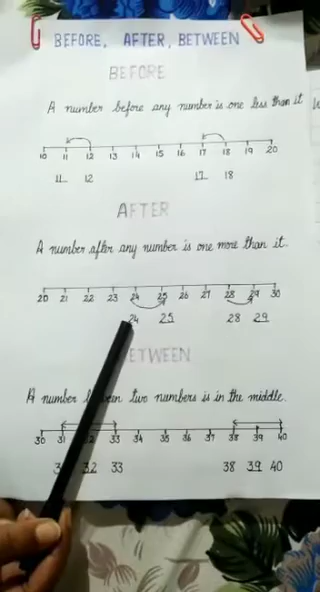 BEFORE, AFTER, BETWEEN
BEFORE
A number before any number is one less than it
10 11 12 13 14 15 16 17 18 19 20
11 12 17 18
AFTER
A number after any number is one more than it.
20 21 22 23 24 25 26 27 28 29 30
24 25 28 29
BETWEEN
A number between two numbers is in the middle.
30 31 32 33 34 35 36 37 38 39 40
32 33 38 39 40